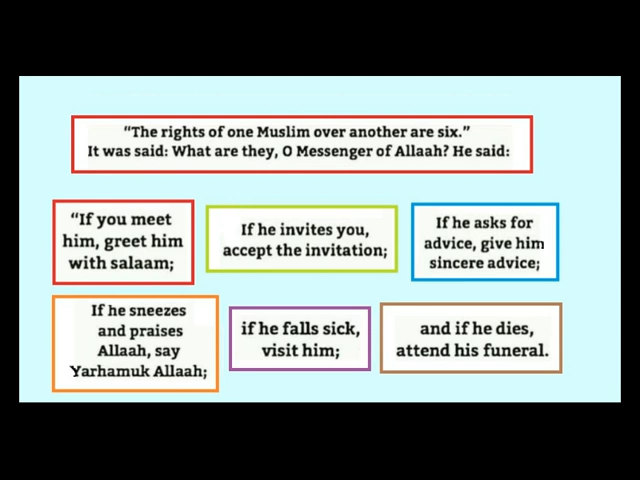 “The rights of one Muslim over another are six.”
It was said: What are they, O Messenger of Allaah? He said:
“If you meet
him, greet him
with salaam;
If he invites you,
accept the invitation;
If he asks for
advice, give him
sincere advice;
If he sneezes
and praises
Allaah, say
Yarhamuk Allaah;
if he falls sick,
visit him;
and if he dies,
attend his funeral.